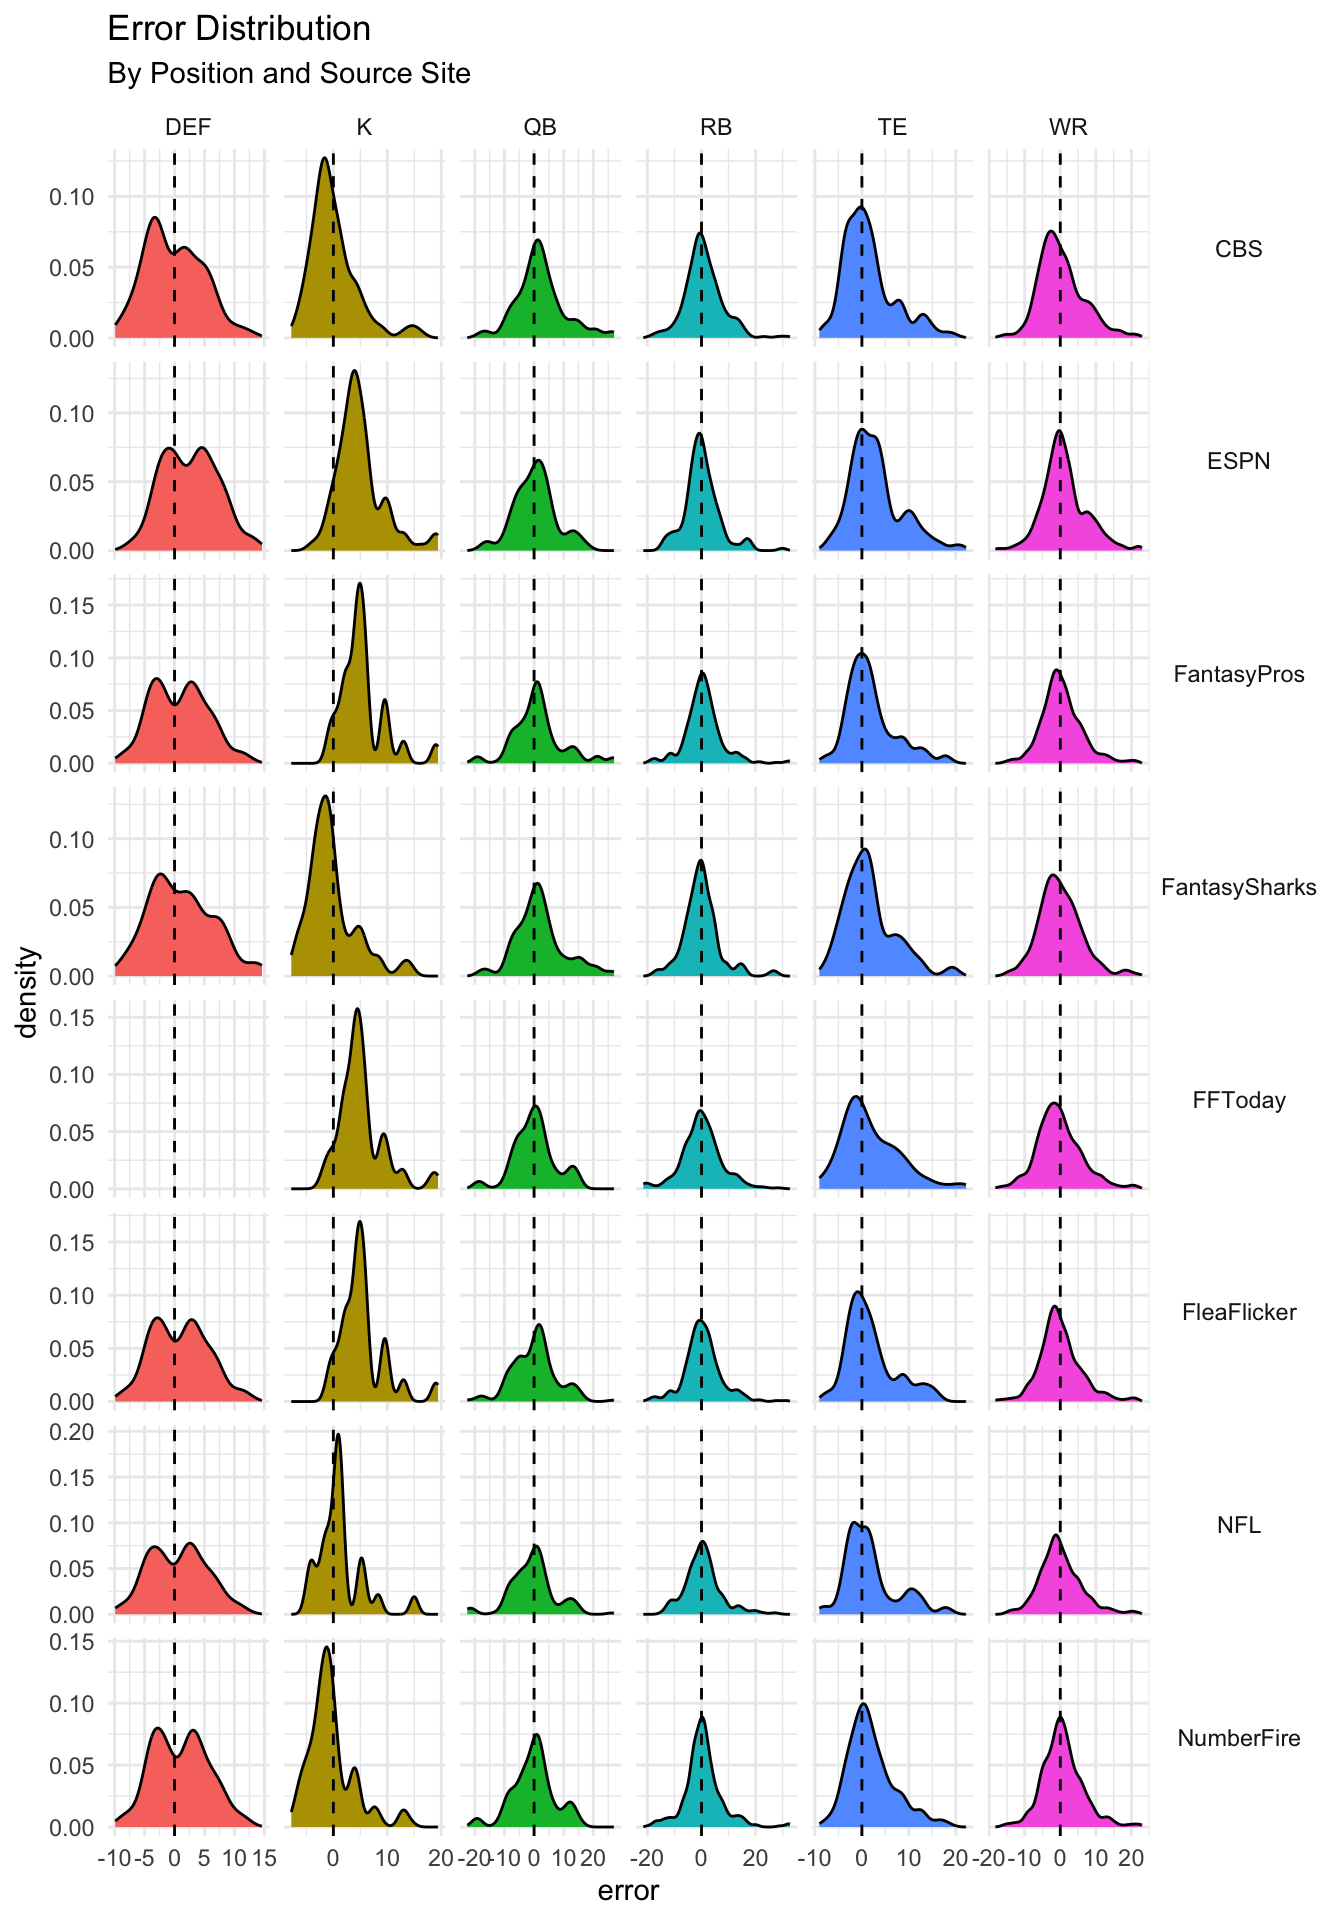 Error Distribution
By Position and Source Site
DEF K QB RB TE WR
0.10
0.05
0.00
CBS
0.10
0.05
0.00
ESPN
0.15
0.10
0.05
0.00
FantasyPros
0.10
0.05
0.00
FantasySharks
density
0.15
0.10
0.05
0.00
FFToday
0.15
0.10
0.05
0.00
FleaFlicker
0.20
0.15
0.10
0.05
0.00
NFL
0.15
0.10
0.05
0.00
NumberFire
-10 -5 0 5 10 15 0 10 20 -20 -10 0 10 20 -20 0 20 -10 0 10 20 -20 -10 0 10 20
error